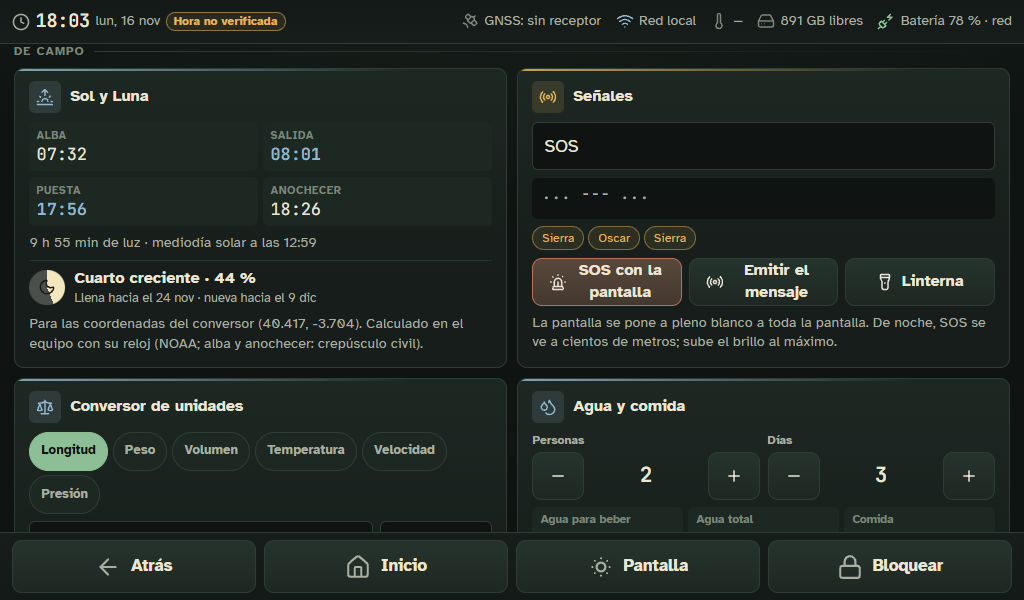 18:03 lun, 16 nov Hora no verificada GNSS: sin receptor Red local – 891 GB libres Batería 78 % · red
DE CAMPO
Sol y Luna
ALBA
07:32
SALIDA
08:01
PUESTA
17:56
ANOCHECER
18:26
9 h 55 min de luz · mediodía solar a las 12:59
Cuarto creciente · 44 %
Llena hacia el 24 nov · nueva hacia el 9 dic
Para las coordenadas del conversor (40.417, -3.704). Calculado en el
equipo con su reloj (NOAA; alba y anochecer: crepúsculo civil).
Señales
SOS
... --- ...
Sierra Oscar Sierra
SOS con la
pantalla
Emitir el
mensaje
Linterna
La pantalla se pone a pleno blanco a toda la pantalla. De noche, SOS se
ve a cientos de metros; sube el brillo al máximo.
Conversor de unidades
Longitud Peso Volumen Temperatura Velocidad
Presión
Agua y comida
Personas
− 2 +
Días
− 3 +
Agua para beber Agua total Comida
Atrás Inicio Pantalla Bloquear